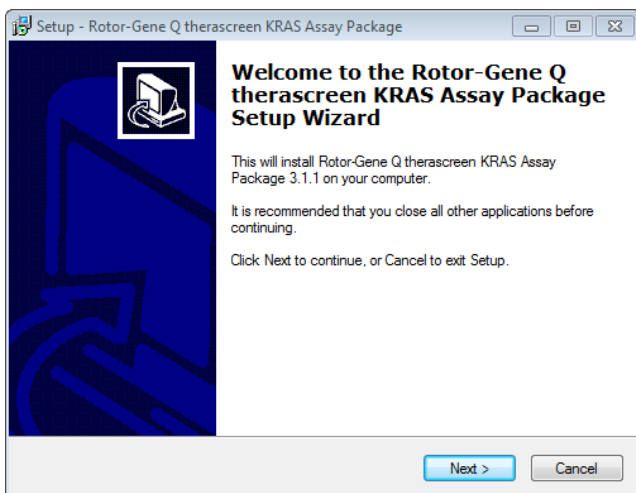 Setup - Rotor-Gene Q therascreen KRAS Assay Package
Welcome to the Rotor-Gene Q
therascreen KRAS Assay Package
Setup Wizard
This will install Rotor-Gene Q therascreen KRAS Assay
Package 3.1.1 on your computer.
It is recommended that you close all other applications before
continuing.
Click Next to continue, or Cancel to exit Setup.
Next > Cancel